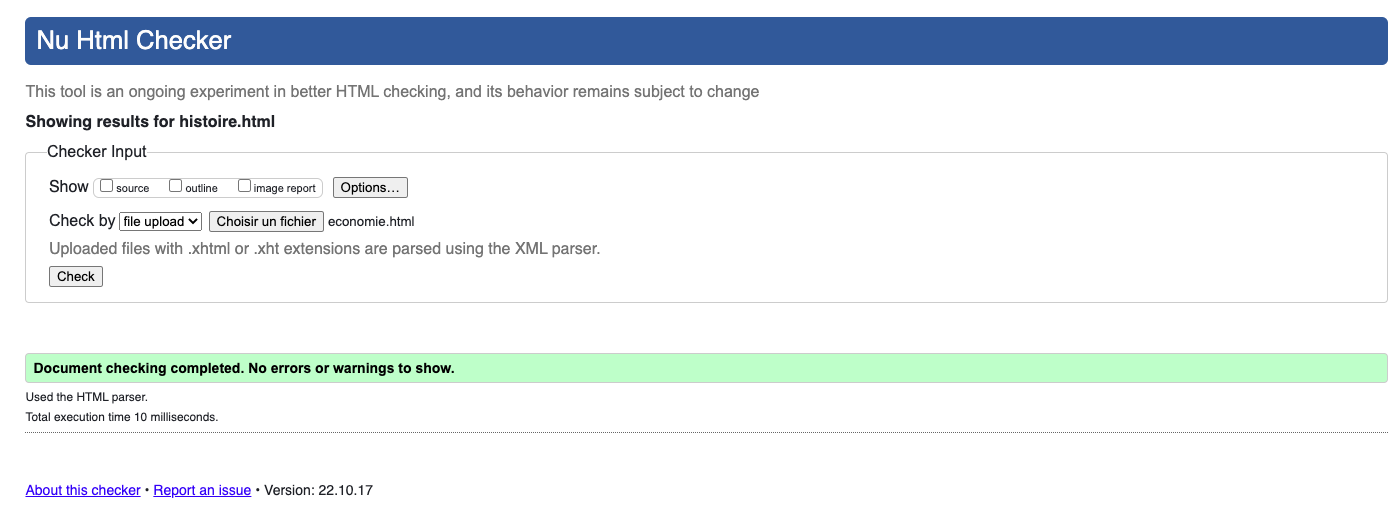 Nu Html Checker
This tool is an ongoing experiment in better HTML checking, and its behavior remains subject to change
Showing results for histoire.html
Checker Input
Show source outline image report Options...
Check by file upload Choisir un fichier economie.html
Uploaded files with .xhtml or .xht extensions are parsed using the XML parser.
Check
Document checking completed. No errors or warnings to show.
Used the HTML parser.
Total execution time 10 milliseconds.
About this checker • Report an issue • Version: 22.10.17